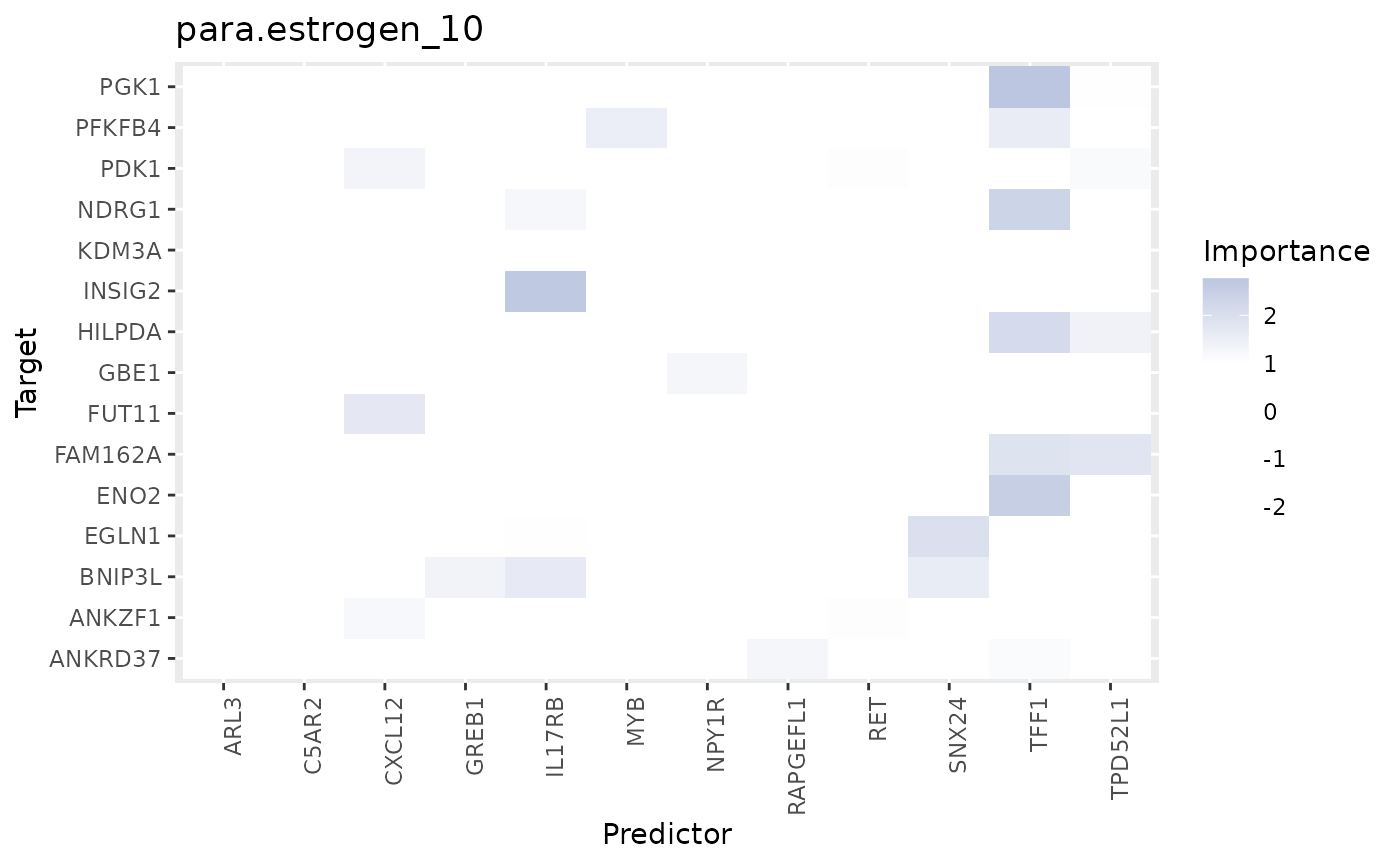 para.estrogen_10
PGK1
PFKFB4
PDK1
NDRG1
KDM3A
INSIG2
HILPDA
GBE1
FUT11
FAM162A
ENO2
EGLN1
BNIP3L
ANKZF1
ANKRD37
Target
ARL3
C5AR2
CXCL12
GREB1
IL17RB
MYB
NPY1R
RAPGEFL1
RET
SNX24
TFF1
TPD52L1
Predictor
Importance
2
1
0
-1
-2